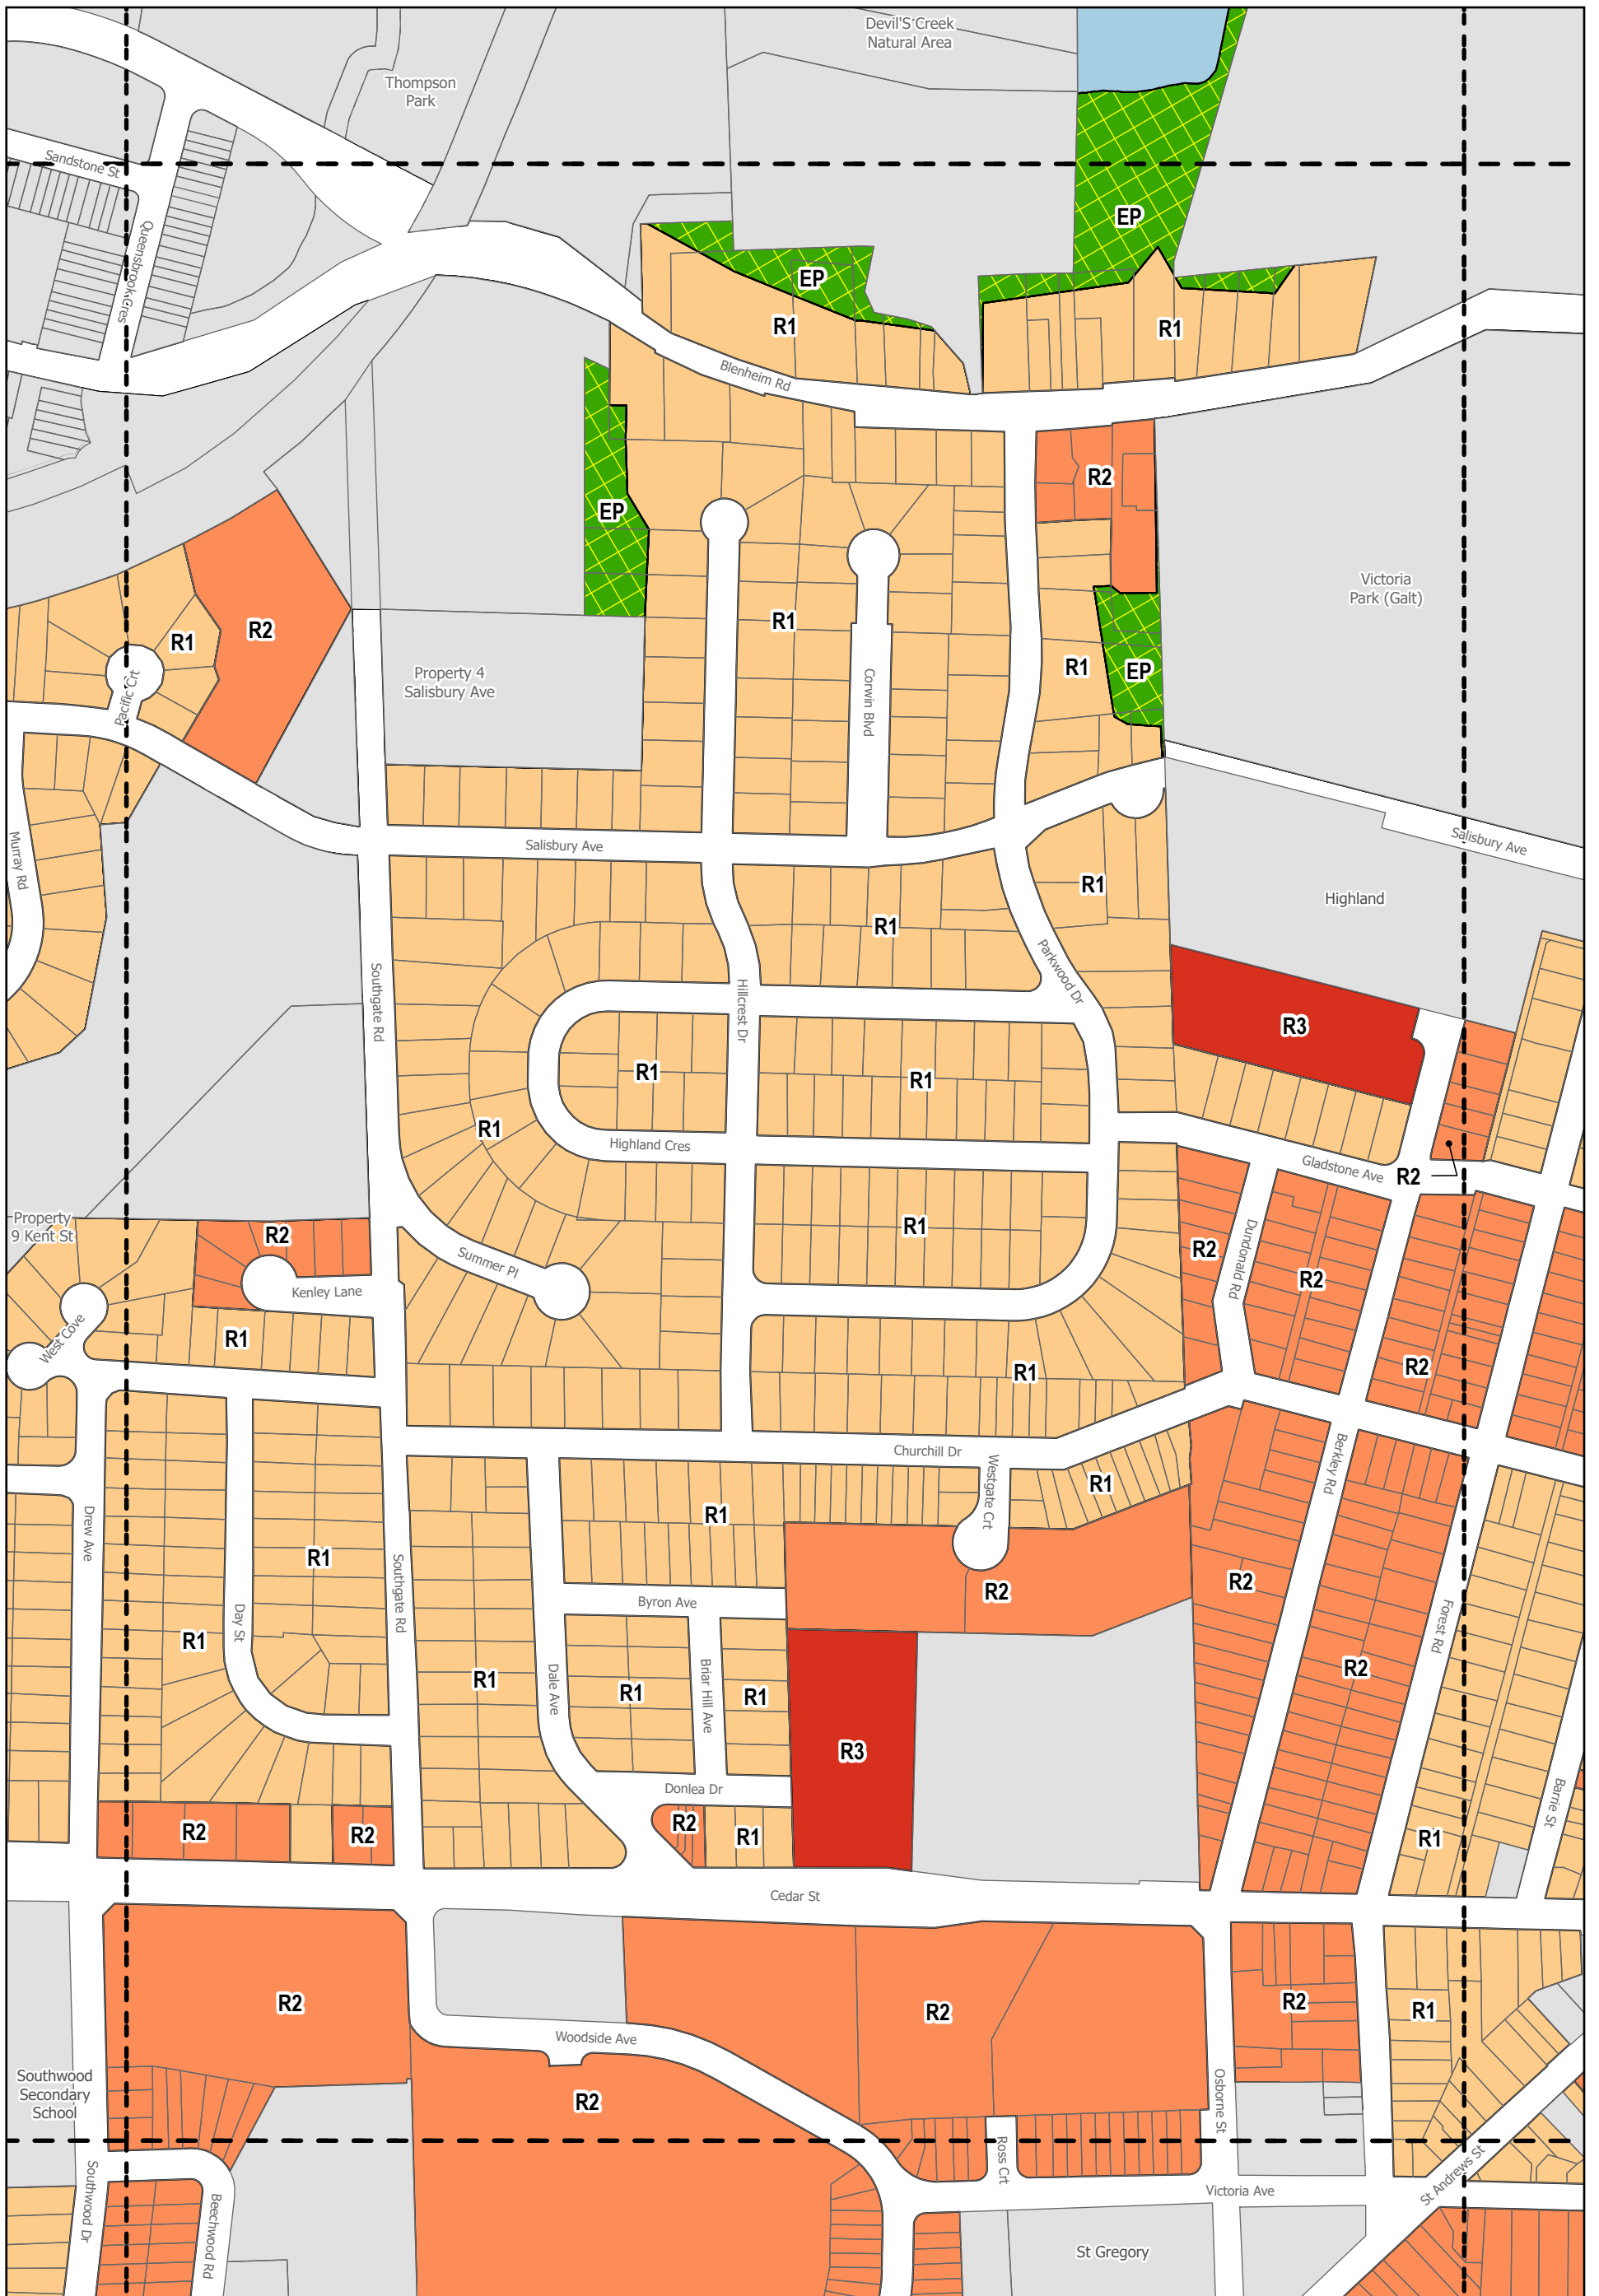 Devil'S Creek
Natural Area
Thompson
Park
Sandstone St
Queensbrook Cres
EP
EP
R1
R1
Blenheim Rd
R2
EP
Victoria
Park (Galt)
R1
R2
R1
R1
EP
Property 4
Salisbury Ave
Pacific Crt
Corwin Blvd
Murray Rd
Salisbury Ave
Salisbury Ave
R1
Highland
R1
Parkwood Dr
Southgate Rd
Hillcrest Dr
R3
R1
R1
R1
Highland Cres
Gladstone Ave
R2
Property
9 Kent St
R2
R1
R2
Dundonald Rd
R2
Summer Pl
Kenley Lane
R1
West Cove
R2
R1
Churchill Dr
Westgate Crt
Berkley Rd
R1
R1
Drew Ave
R1
Southgate Rd
R2
R2
Byron Ave
Day St
Forest Rd
R1
R2
R1
Dale Ave
R1
Briar Hill Ave
R1
R3
Donlea Dr
Barrie St
R2
R2
R2
R1
R1
Cedar St
R2
R2
R2
R1
Woodside Ave
Southwood
Secondary
School
R2
Osborne St
Ross Crt
St Andrews St
Southwood Dr
Beechwood Rd
Victoria Ave
St Gregory